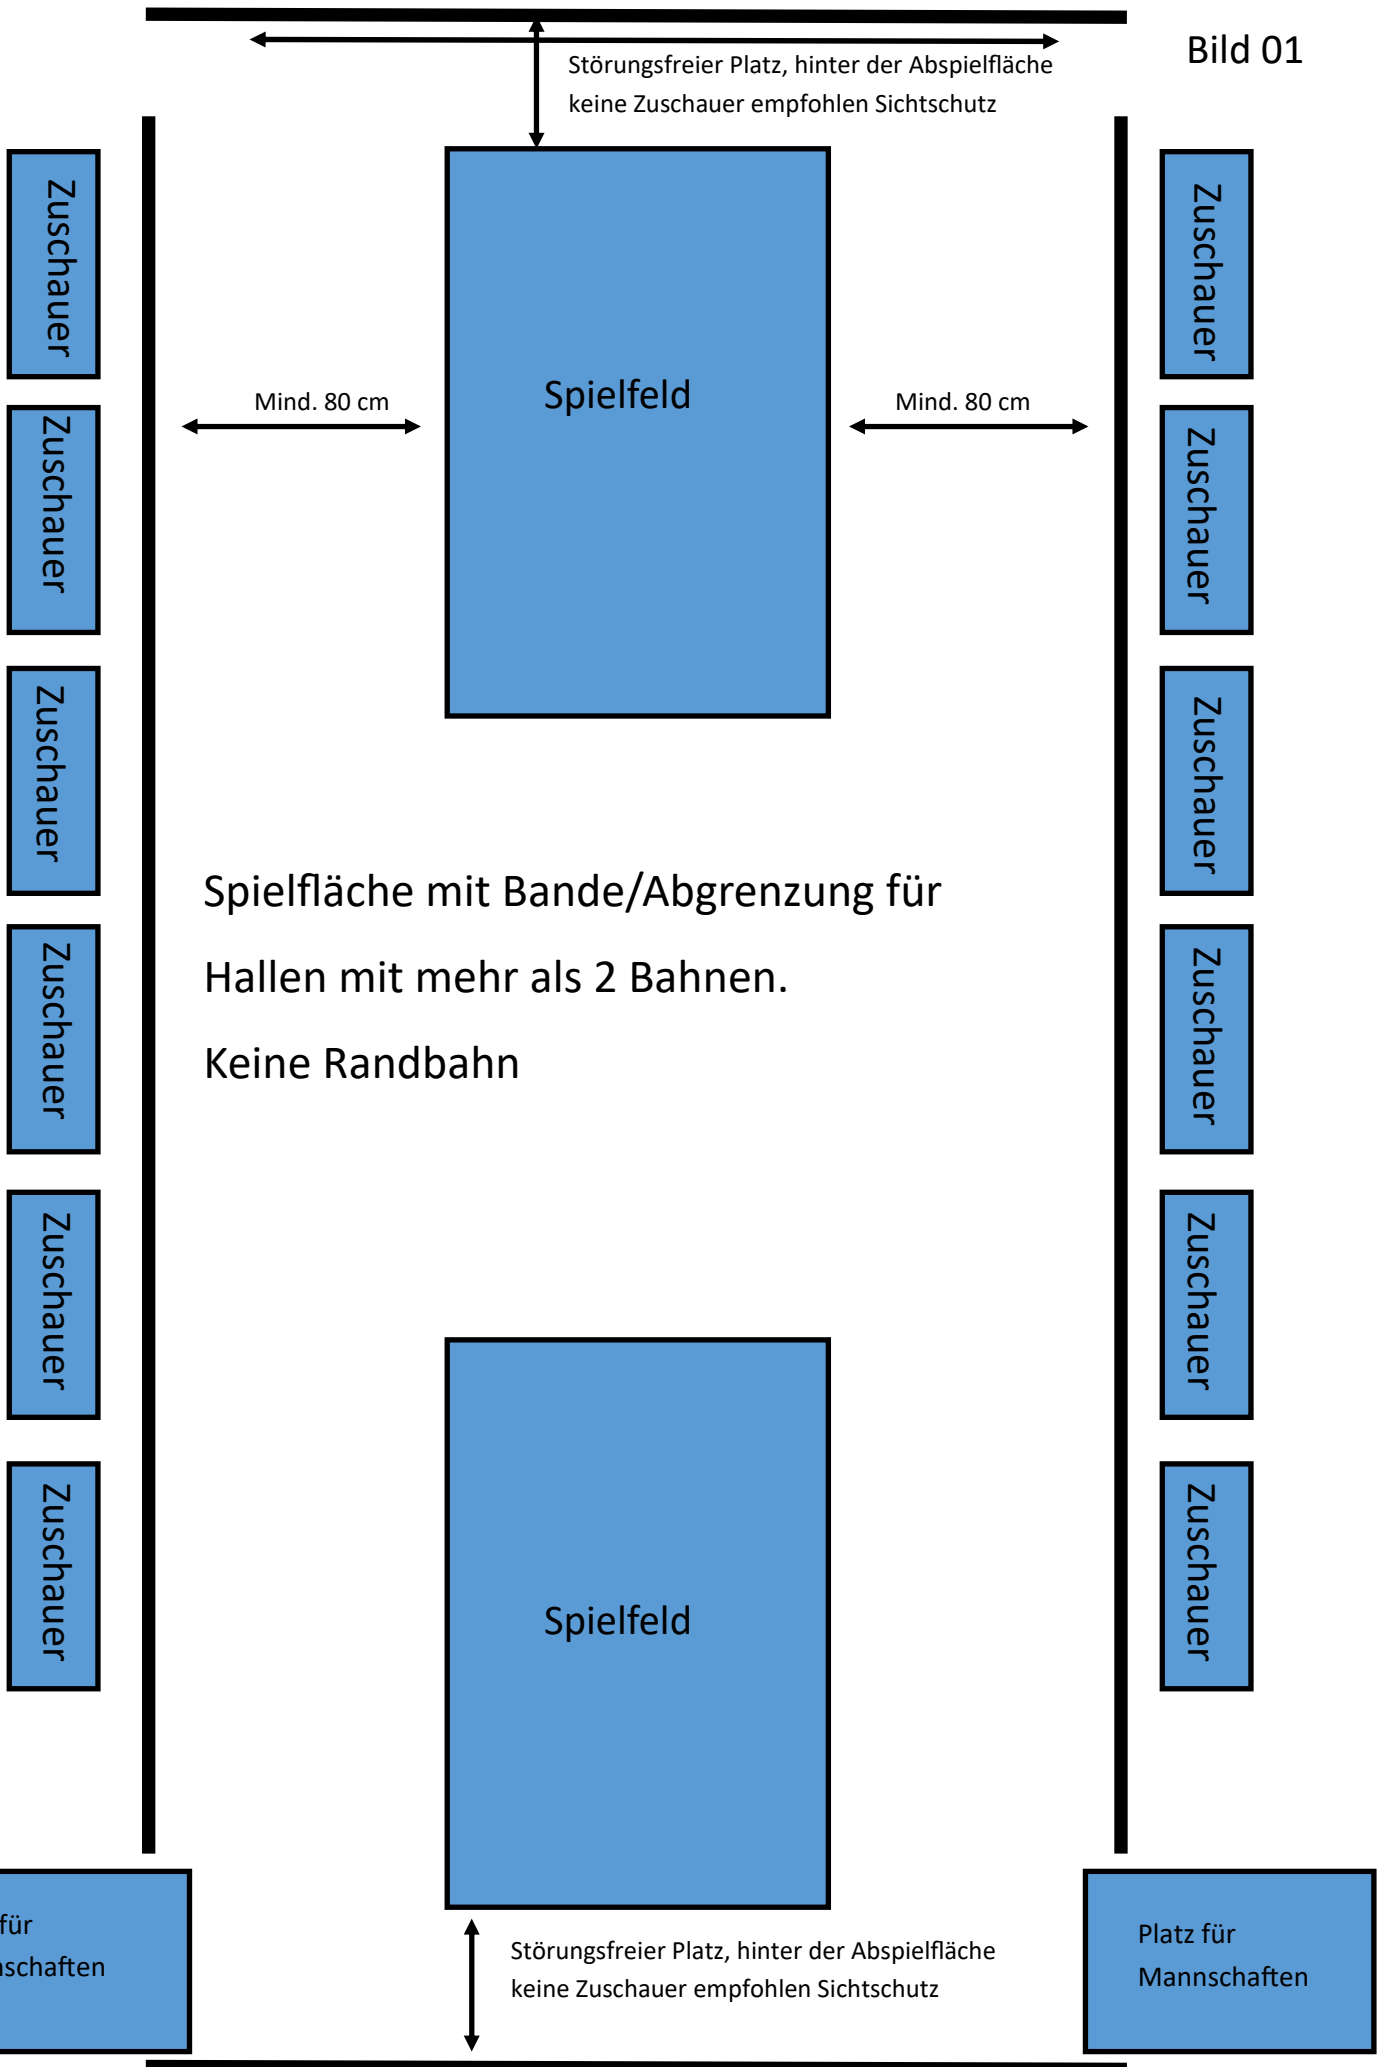 Bild 01
Störungsfreier Platz, hinter der Abspielfläche
keine Zuschauer empfohlen Sichtschutz
Zuschauer
Zuschauer
Spielfeld
Mind. 80 cm
Mind. 80 cm
Zuschauer
Zuschauer
Zuschauer
Zuschauer
Spielfläche mit Bande/Abgrenzung für
Hallen mit mehr als 2 Bahnen.
Keine Randbahn
Zuschauer
Zuschauer
Zuschauer
Zuschauer
Zuschauer
Zuschauer
Spielfeld
für
schaften
Störungsfreier Platz, hinter der Abspielfläche
keine Zuschauer empfohlen Sichtschutz
Platz für
Mannschaften